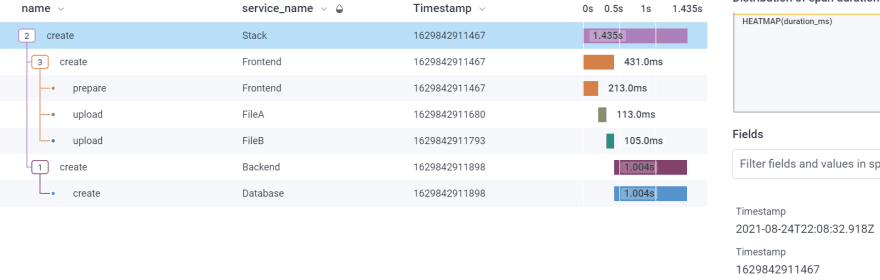 name service_name Timestamp 0s 0.5s 1s 1.435s
2 create Stack 1629842911467 1.435s
3 create Frontend 1629842911467 431.0ms
prepare Frontend 1629842911467 213.0ms
upload FileA 1629842911680 113.0ms
upload FileB 1629842911793 105.0ms
1 create Backend 1629842911898 1.004s
create Database 1629842911898 1.004s
Distribution of span duration
HEATMAP(duration_ms)
Fields
Filter fields and values in sp
Timestamp
2021-08-24T22:08:32.918Z
Timestamp
1629842911467